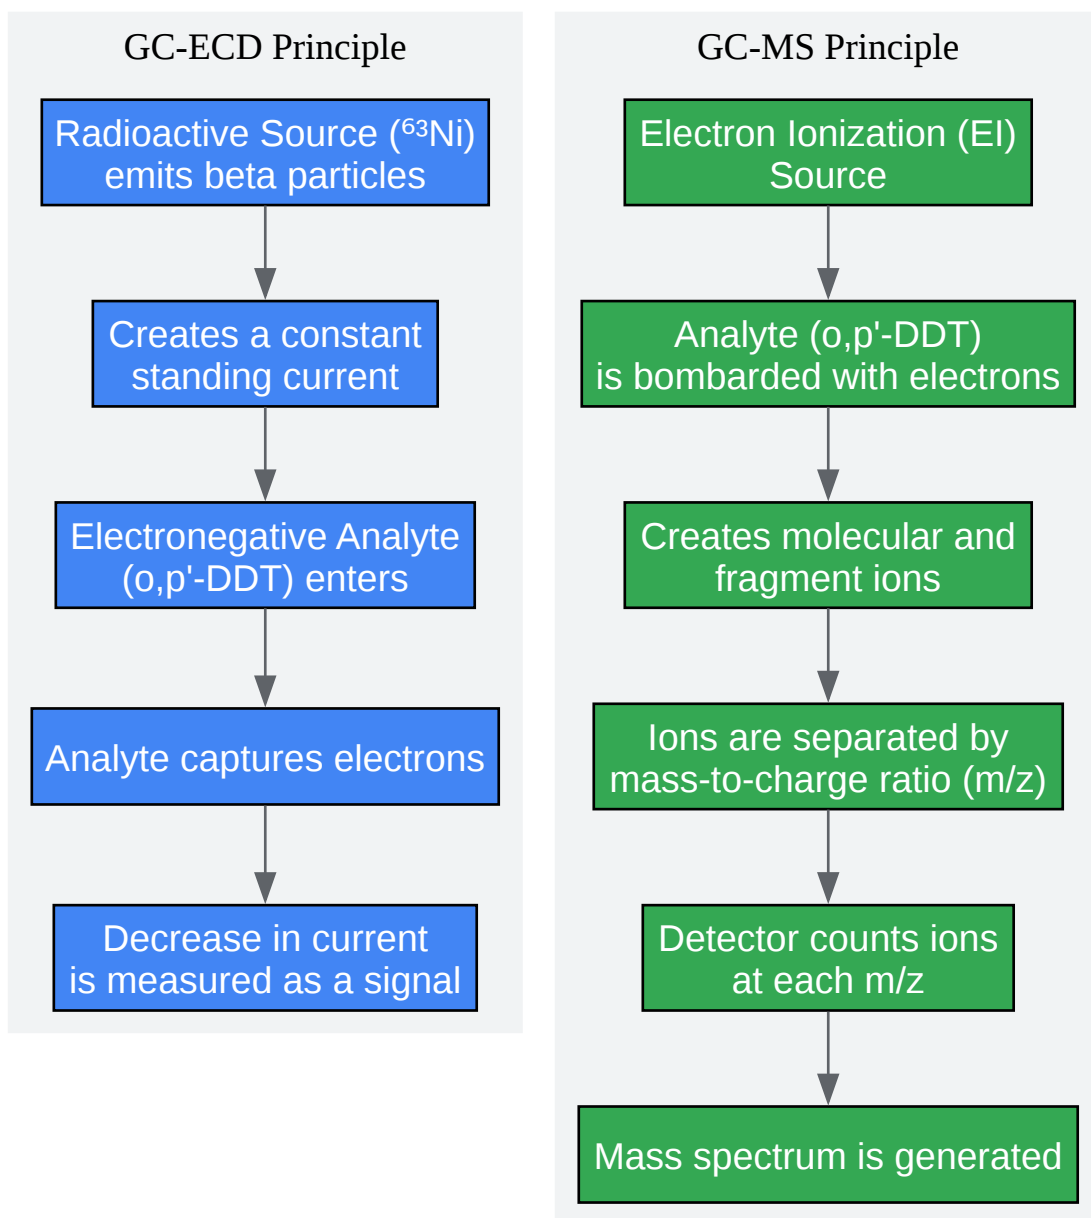 GC-ECD Principle
Radioactive Source (⁶³Ni)
emits beta particles
Creates a constant
standing current
Electronegative Analyte
(o,p'-DDT) enters
Analyte captures electrons
Decrease in current
is measured as a signal
GC-MS Principle
Electron Ionization (EI)
Source
Analyte (o,p'-DDT)
is bombarded with electrons
Creates molecular and
fragment ions
Ions are separated by
mass-to-charge ratio (m/z)
Detector counts ions
at each m/z
Mass spectrum is generated